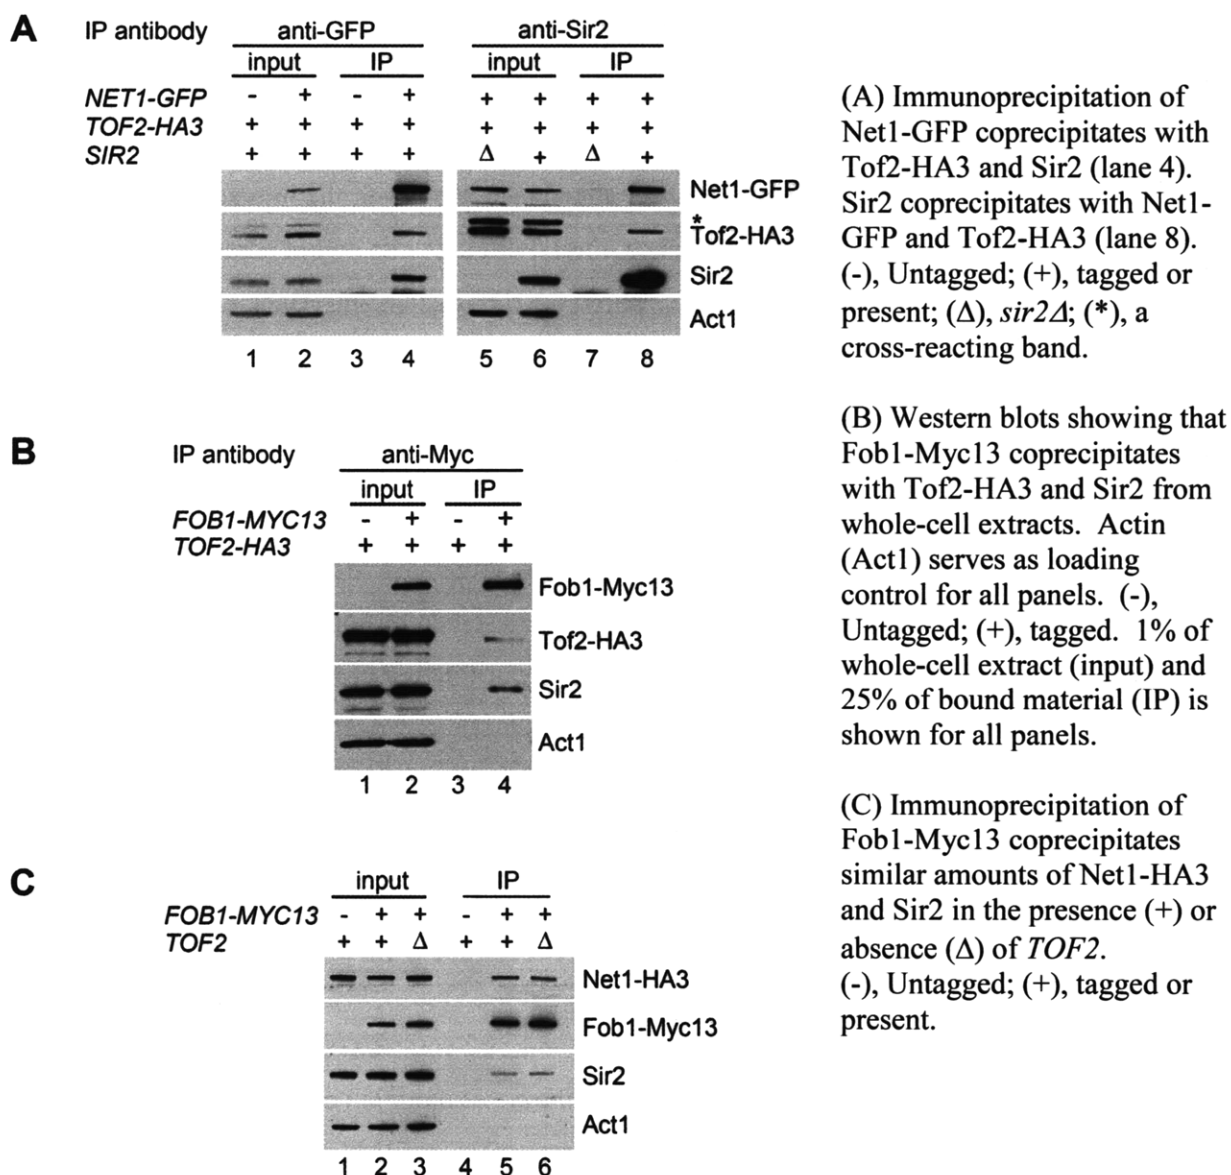 A
IP antibody anti-GFP anti-Sir2
input IP input IP
NET1-GFP - + - + + + + +
TOF2-HA3 + + + + + + + +
SIR2 + + + + Δ + Δ +
Net1-GFP
*
Tof2-HA3
Sir2
Act1
1 2 3 4 5 6 7 8
(A) Immunoprecipitation of
Net1-GFP coprecipitates with
Tof2-HA3 and Sir2 (lane 4).
Sir2 coprecipitates with Net1-
GFP and Tof2-HA3 (lane 8).
(-), Untagged; (+), tagged or
present; (Δ), sir2Δ; (*), a
cross-reacting band.
B
IP antibody anti-Myc
input IP
FOB1-MYC13 - + - +
TOF2-HA3 + + + +
Fob1-Myc13
Tof2-HA3
Sir2
Act1
1 2 3 4
(B) Western blots showing that
Fob1-Myc13 coprecipitates
with Tof2-HA3 and Sir2 from
whole-cell extracts. Actin
(Act1) serves as loading
control for all panels. (-),
Untagged; (+), tagged. 1% of
whole-cell extract (input) and
25% of bound material (IP) is
shown for all panels.
C
input IP
FOB1-MYC13 - + + - + +
TOF2 + + Δ + + Δ
Net1-HA3
Fob1-Myc13
Sir2
Act1
1 2 3 4 5 6
(C) Immunoprecipitation of
Fob1-Myc13 coprecipitates
similar amounts of Net1-HA3
and Sir2 in the presence (+) or
absence (Δ) of TOF2.
(-), Untagged; (+), tagged or
present.